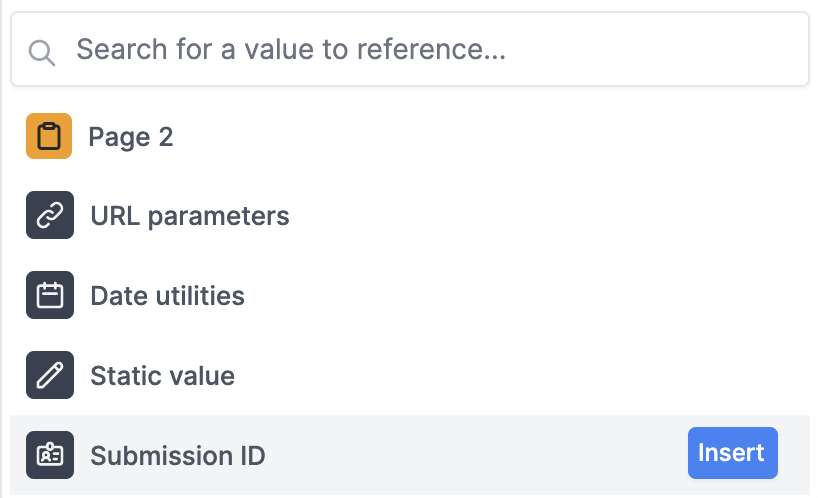 Search for a value to reference...
Page 2
URL parameters
Date utilities
Static value
Submission ID
Insert